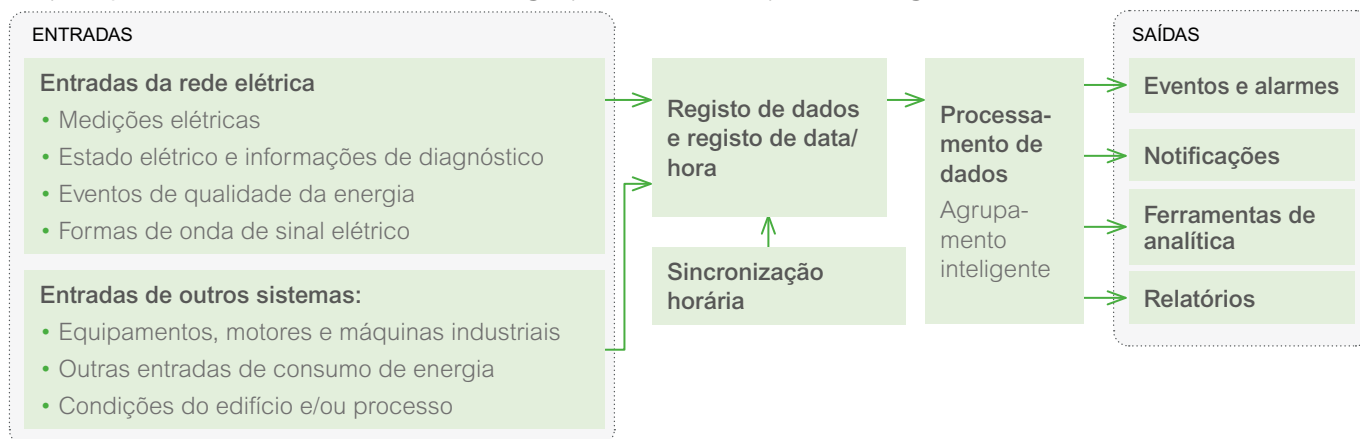 ENTRADAS
Entradas da rede elétrica
• Medições elétricas
• Estado elétrico e informações de diagnóstico
• Eventos de qualidade da energia
• Formas de onda de sinal elétrico
Entradas de outros sistemas:
• Equipamentos, motores e máquinas industriais
• Outras entradas de consumo de energia
• Condições do edifício e/ou processo
Registo de dados
e registo de data/
hora
Sincronização
horária
Processa-
mento de
dados
Agrupa-
mento
inteligente
SAÍDAS
Eventos e alarmes
Notificações
Ferramentas de
analítica
Relatórios